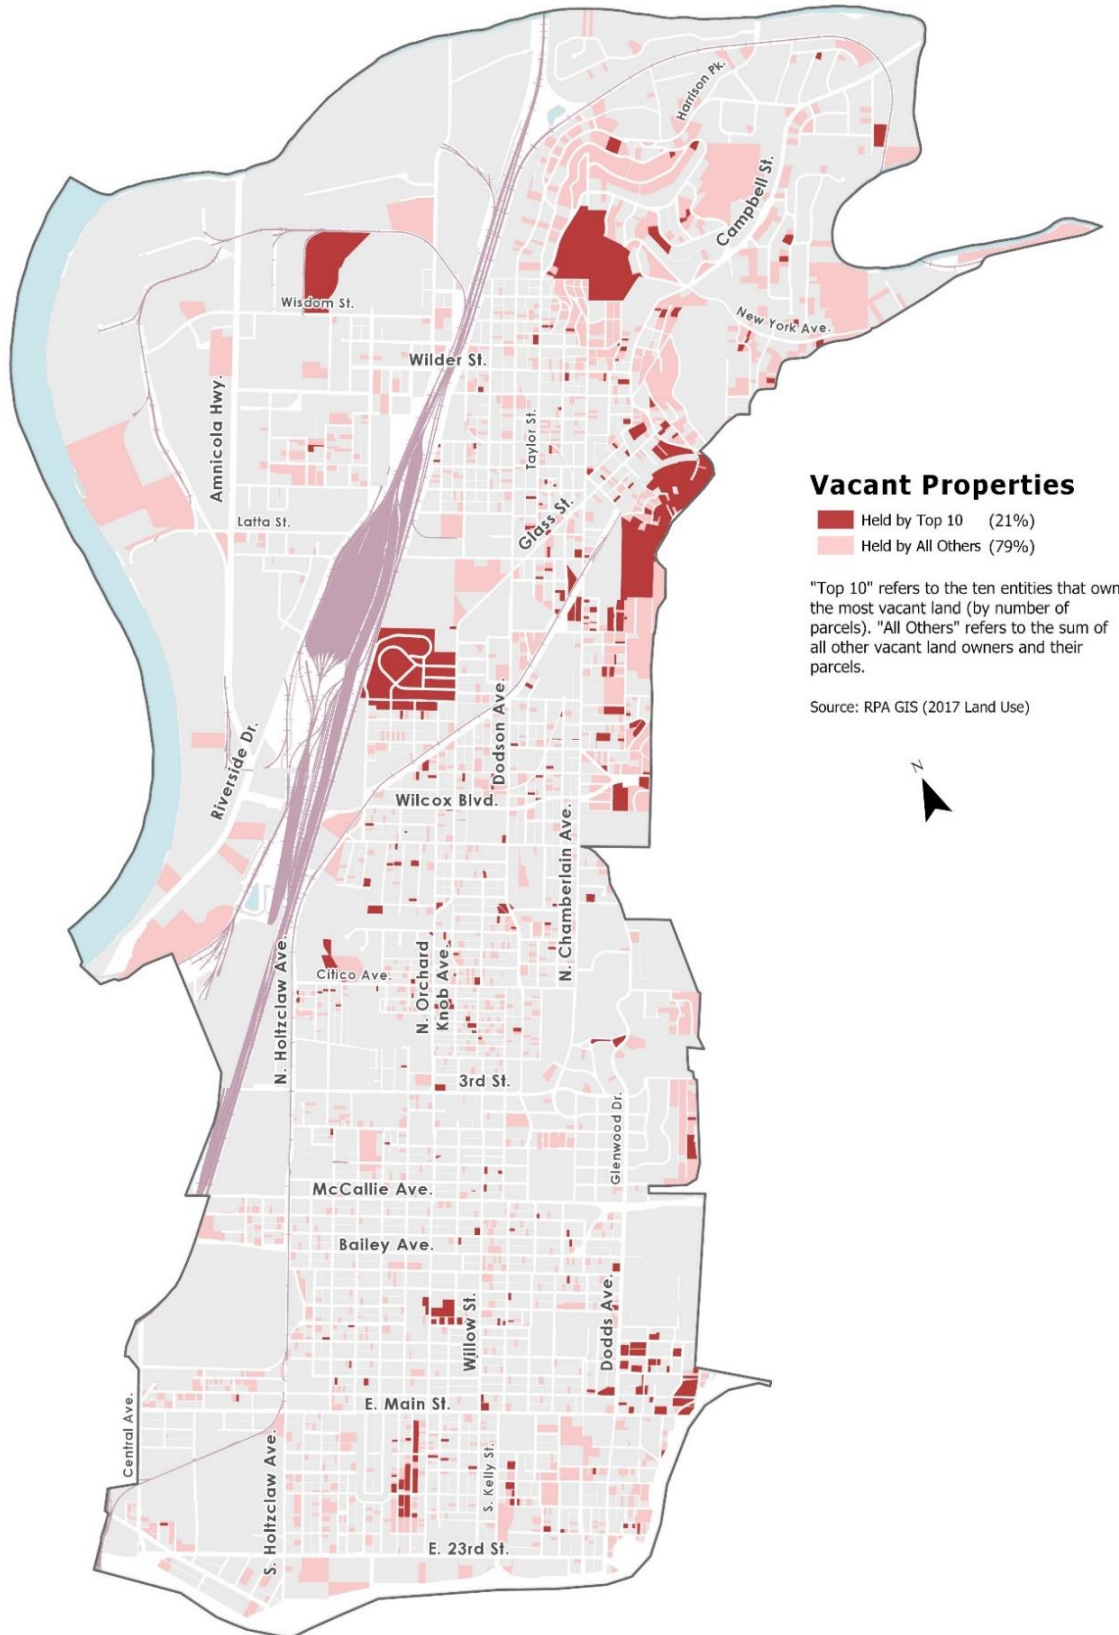 Harrison Pk.
Campbell St.
Wisdom St.
New York Ave.
Wilder St.
Amnicola Hwy.
Taylor St.
Vacant Properties
Held by Top 10 (21%)
Held by All Others (79%)
"Top 10" refers to the ten entities that own
the most vacant land (by number of
parcels). "All Others" refers to the sum of
all other vacant land owners and their
parcels.
Source: RPA GIS (2017 Land Use)
N
Latta St.
Glass St.
Dodson Ave.
Riverside Dr.
Wilcox Blvd.
N. Chamberlain Ave.
N. Holtzclaw Ave.
Citico Ave.
N. Orchard
Knob Ave.
3rd St.
Glenwood Dr.
McCallie Ave.
Bailey Ave.
Willow St.
Dodds Ave.
E. Main St.
Central Ave.
S. Holtzclaw Ave.
S. Kelly St.
E. 23rd St.